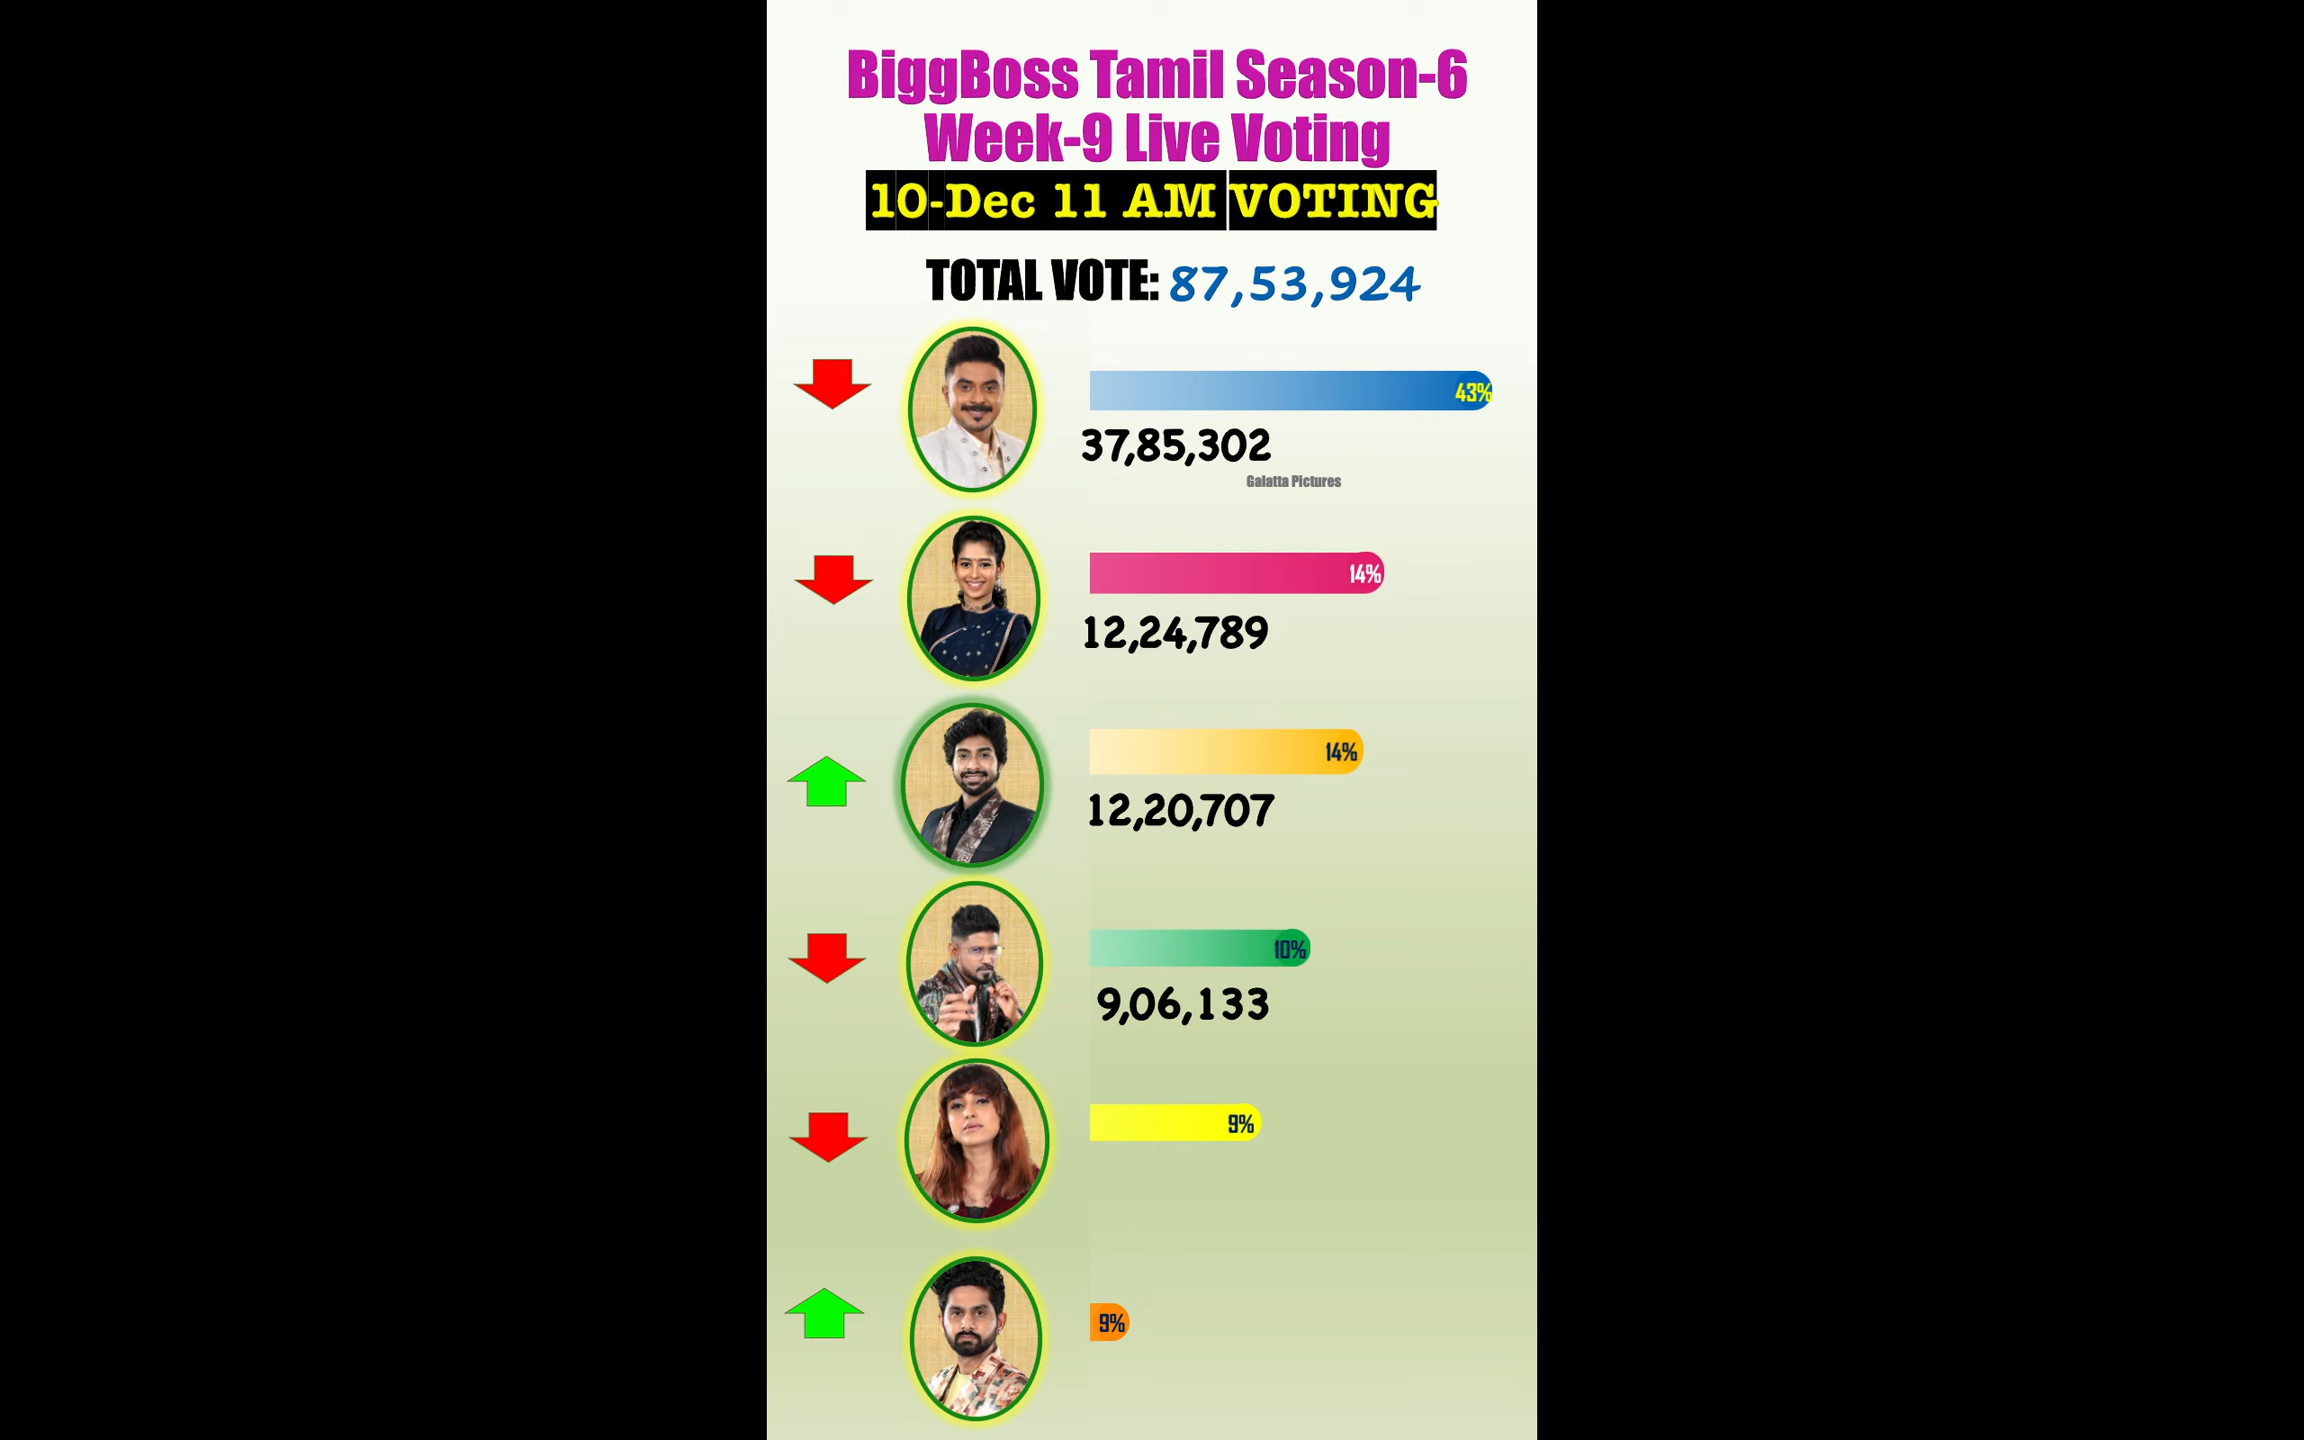 BiggBoss Tamil Season-6
Week-9 Live Voting
10-Dec 11 AM VOTING
TOTAL VOTE: 87,53,924
43%
37,85,302
Galatta Pictures
14%
12,24,789
14%
12,20,707
10%
9,06,133
9%
9%